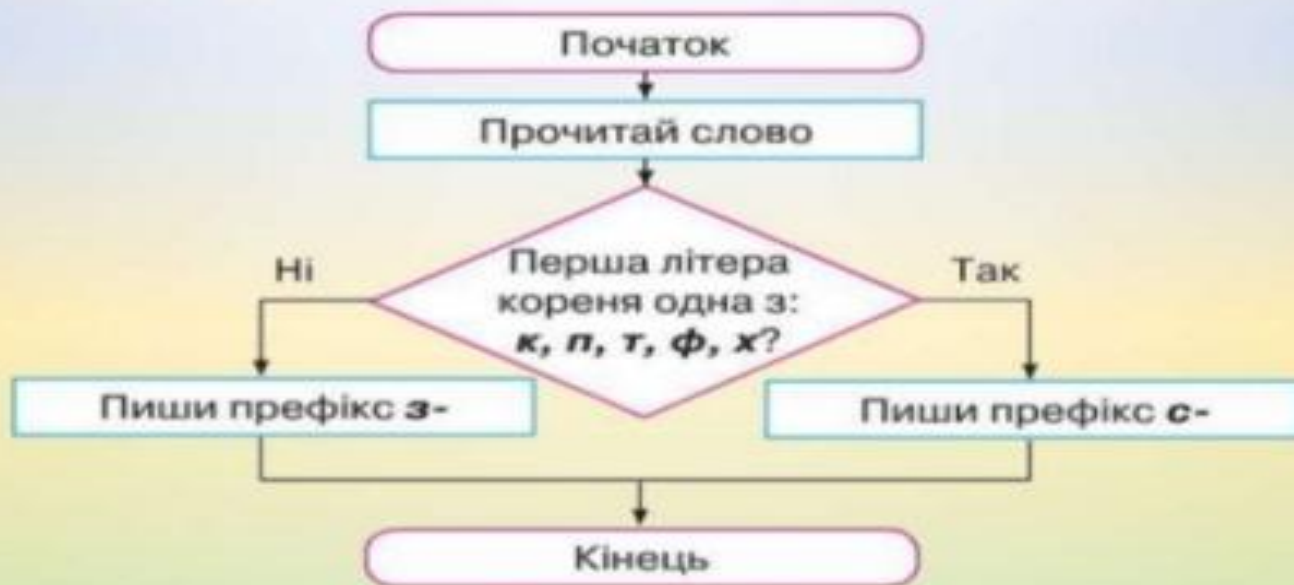 Початок
Прочитай слово
Перша літера
кореня одна з:
к, п, т, ф, х?
Ні
Так
Пиши префікс з-
Пиши префікс с-
Кінець